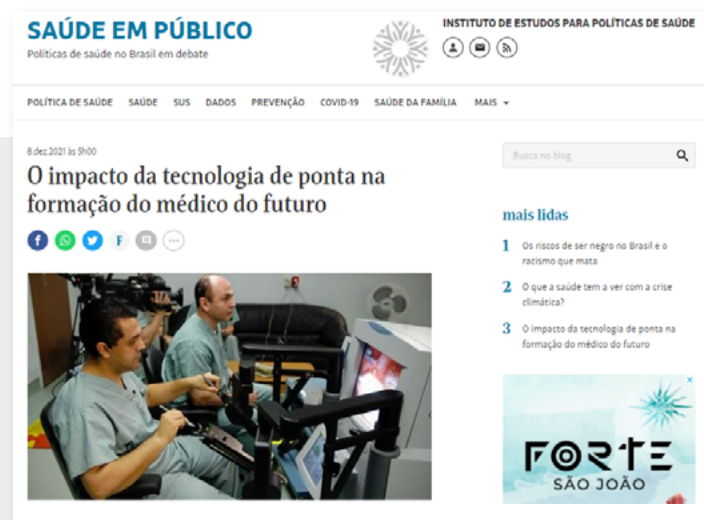 SAÚDE EM PÚBLICO
Políticas de saúde no Brasil em debate
INSTITUTO DE ESTUDOS PARA POLÍTICAS DE SAÚDE
POLÍTICA DE SAÚDE SAÚDE SUS DADOS PREVENÇÃO COVID-19 SAÚDE DA FAMÍLIA MAIS
8.dez.2021 às 5h00
O impacto da tecnologia de ponta na
formação do médico do futuro
F
Busca no blog
mais lidas
1 Os riscos de ser negro no Brasil e o
racismo que mata
2 O que a saúde tem a ver com a crise
climática?
3 O impacto da tecnologia de ponta na
formação do médico do futuro
FORTE
SÃO JOÃO